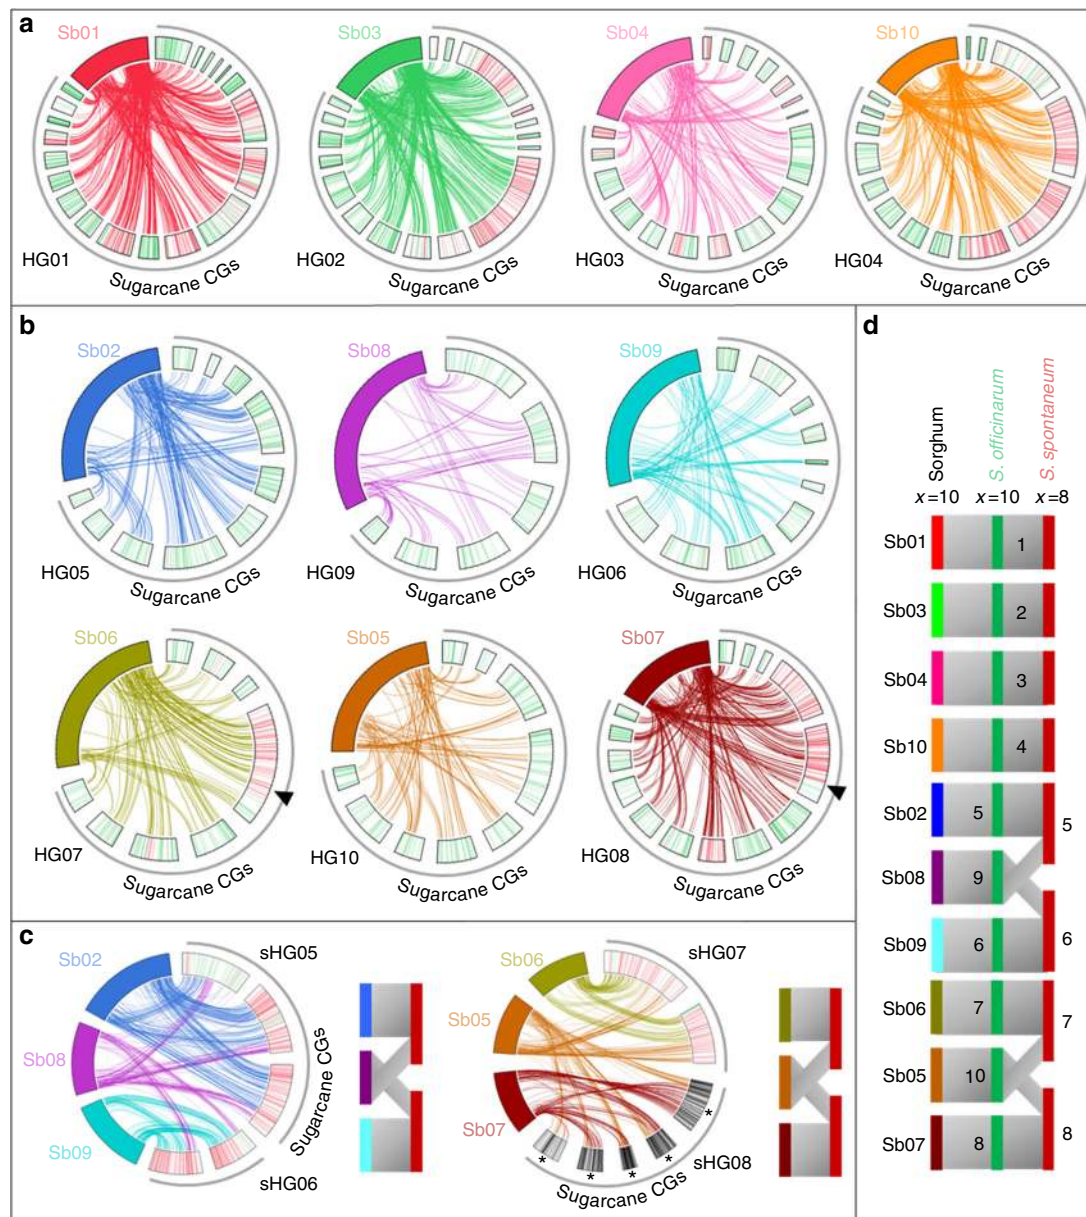 a
Sb01
Sb03
Sb04
Sb10
HG01
HG02
HG03
HG04
Sugarcane CGs
Sugarcane CGs
Sugarcane CGs
Sugarcane CGs
b
Sb02
Sb08
Sb09
HG05
HG09
HG06
Sugarcane CGs
Sugarcane CGs
Sugarcane CGs
Sb06
Sb05
Sb07
HG07
HG10
HG08
Sugarcane CGs
Sugarcane CGs
Sugarcane CGs
c
Sb02
sHG05
Sb08
Sugarcane CGs
Sb09
sHG06
Sb06
sHG07
Sb05
Sb07
*
*
*
*
*
sHG08
Sugarcane CGs
d
Sorghum
S. officinarum
S. spontaneum
x=10 x=10 x=8
Sb01 1
Sb03 2
Sb04 3
Sb10 4
Sb02 5 5
Sb08 9
Sb09 6 6
Sb06 7 7
Sb05 10
Sb07 8 8